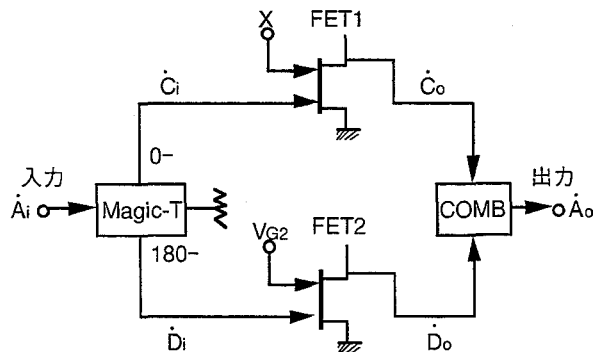 X
FET1
Ċi
Ċo
0-
入力
Ȧi
Magic-T
COMB
出力
Ȧo
180-
VG2
FET2
Ḋi
Ḋo